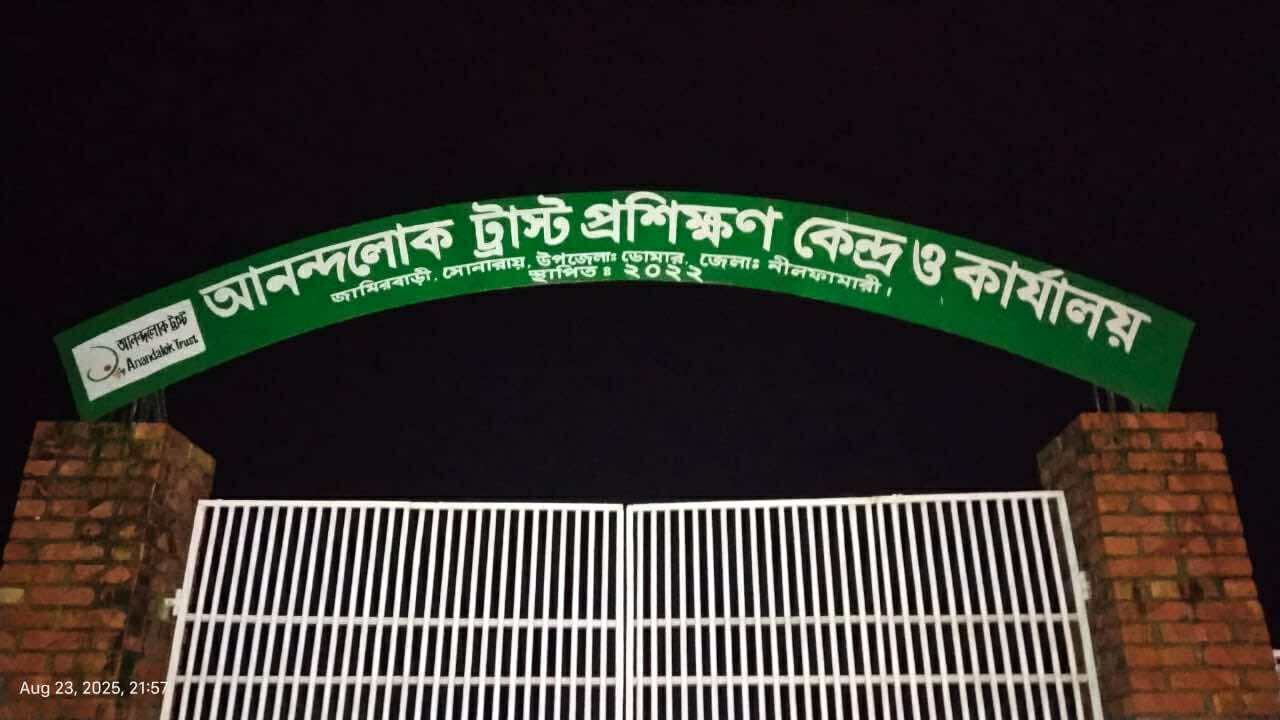 আনন্দলোক ট্রাস্ট প্রশিক্ষণ কেন্দ্র ও কার্যালয়
জামিরবাড়ী, সোনারায়, উপজেলাঃ ডোমার, জেলাঃ নীলফামারী।
স্থাপিত ঃ ২০২২
আনন্দলোক ট্রাস্ট
Anandalok Trust
Aug 23, 2025, 21:57